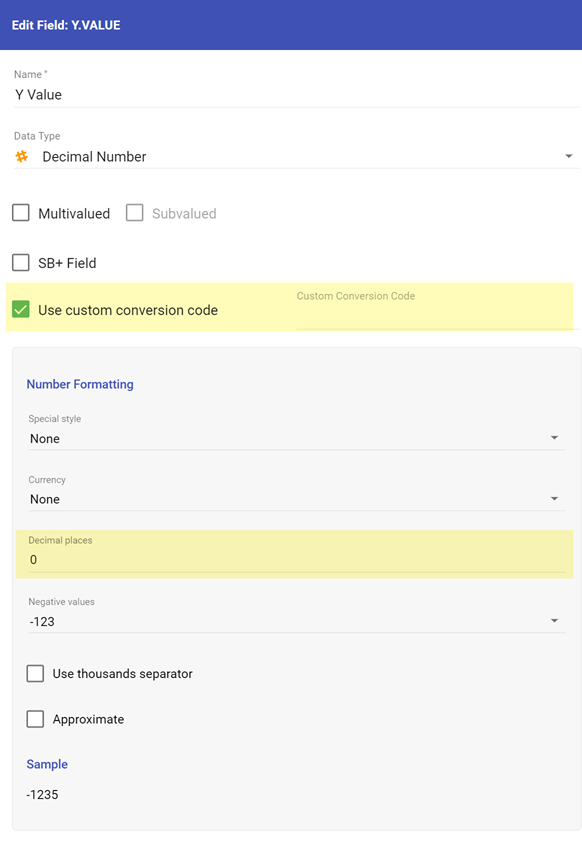 Edit Field: Y.VALUE
Name *
Y Value
Data Type
Decimal Number
Multivalued Subvalued
SB+ Field
Custom Conversion Code
Use custom conversion code
Number Formatting
Special style
None
Currency
None
Decimal places
0
Negative values
-123
Use thousands separator
Approximate
Sample
-1235